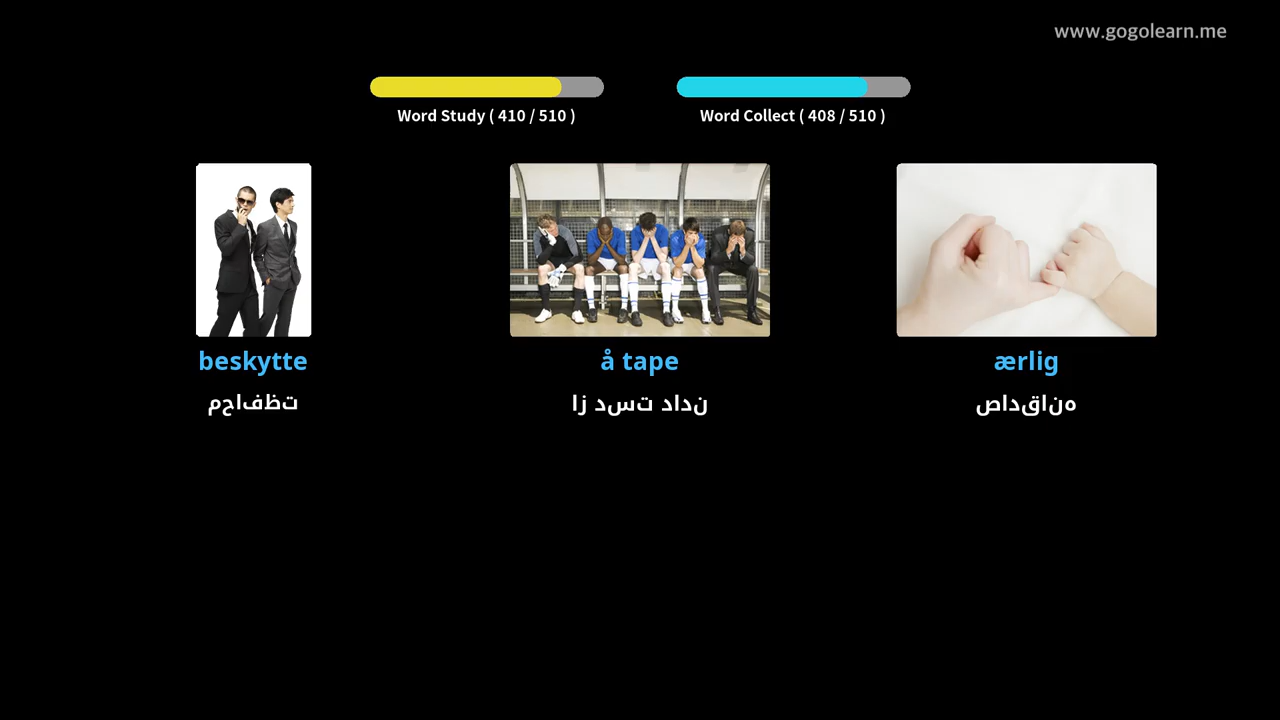 www.gogolearn.me
Word Study ( 410 / 510 )
Word Collect ( 408 / 510 )
beskytte
محافظت
å tape
از دست دادن
ærlig
صادقانه